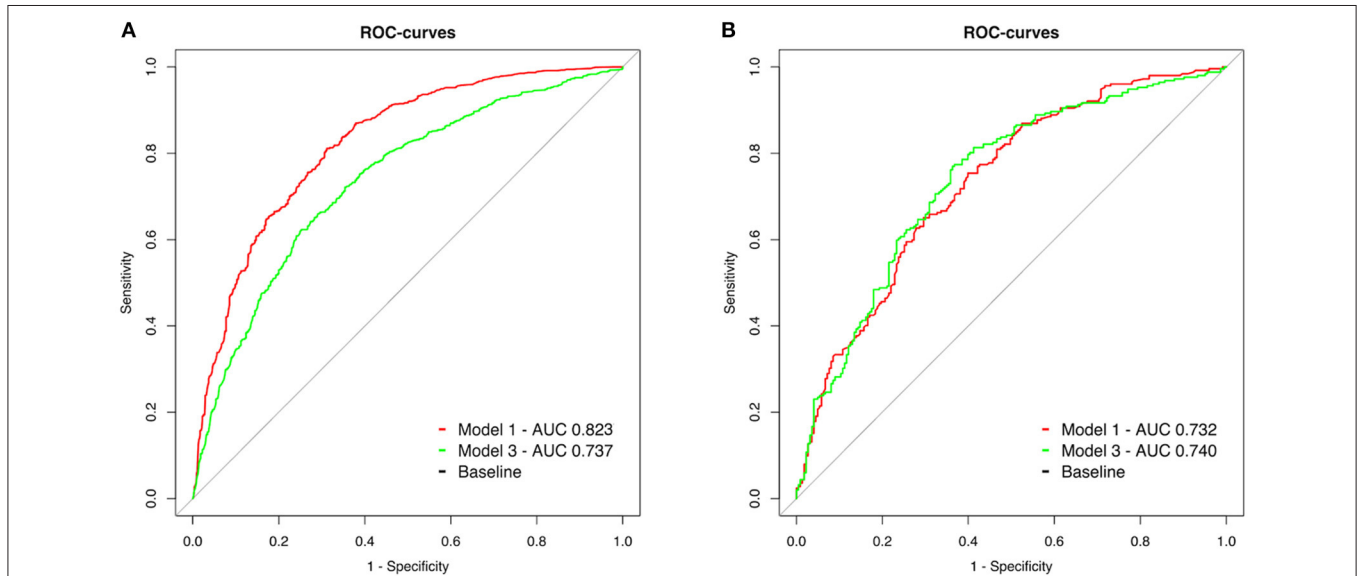 A
ROC-curves
1.0
0.8
0.6
0.4
0.2
0.0
Sensitivity
Model 1 - AUC 0.823
Model 3 - AUC 0.737
Baseline
0.0 0.2 0.4 0.6 0.8 1.0
1 - Specificity
B
ROC-curves
1.0
0.8
0.6
0.4
0.2
0.0
Sensitivity
Model 1 - AUC 0.732
Model 3 - AUC 0.740
Baseline
0.0 0.2 0.4 0.6 0.8 1.0
1 - Specificity